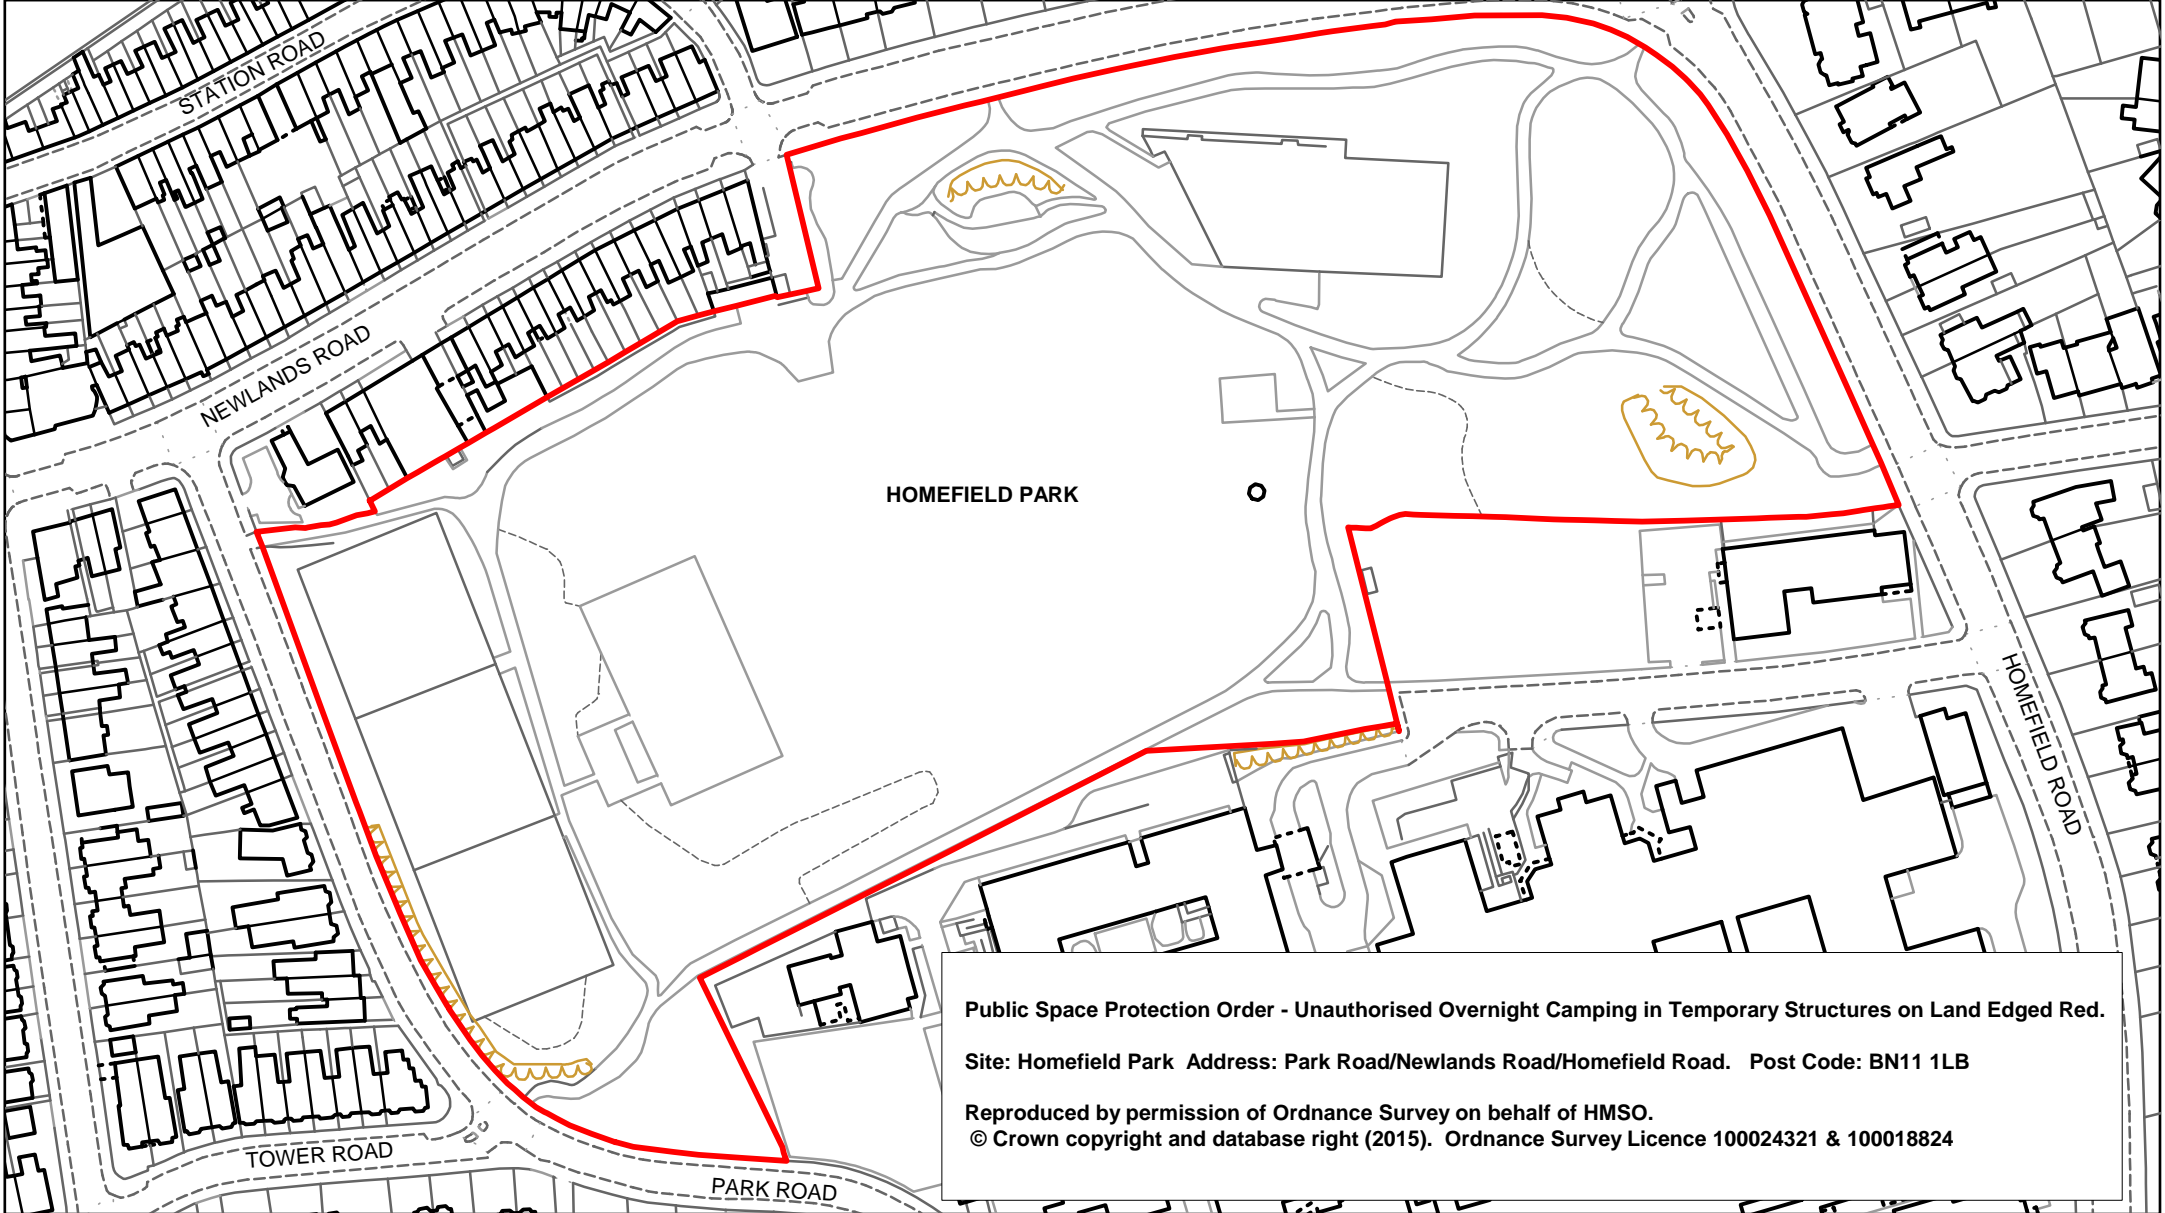 STATION ROAD
NEWLANDS ROAD
HOMEFIELD PARK
HOMEFIELD ROAD
TOWER ROAD
PARK ROAD
Public Space Protection Order - Unauthorised Overnight Camping in Temporary Structures on Land Edged Red.
Site: Homefield Park Address: Park Road/Newlands Road/Homefield Road. Post Code: BN11 1LB
Reproduced by permission of Ordnance Survey on behalf of HMSO.
© Crown copyright and database right (2015). Ordnance Survey Licence 100024321 & 100018824